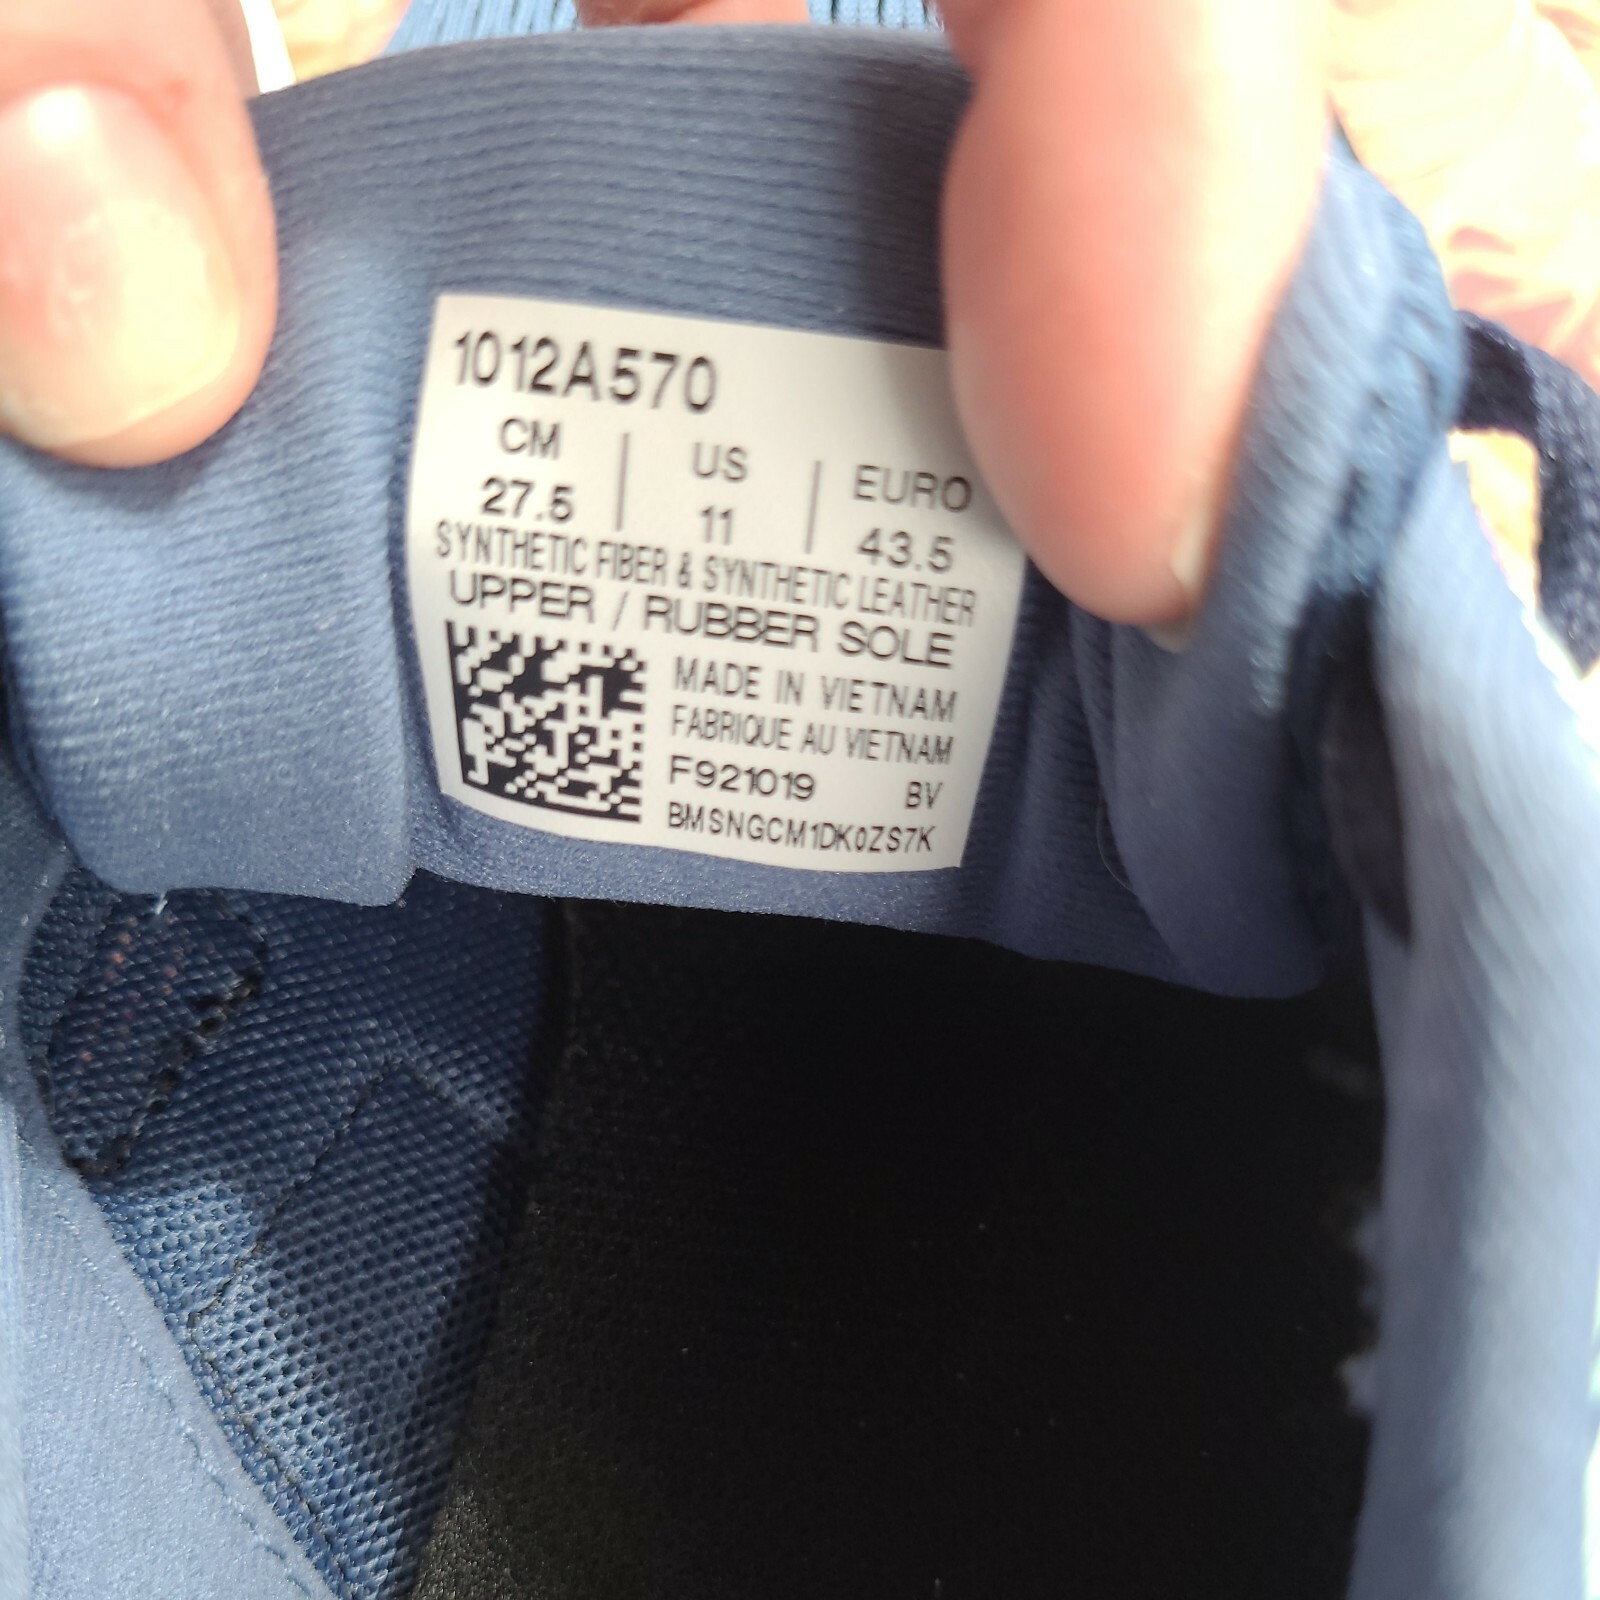 1012A570
CM | US | EURO
27.5 | 11 | 43.5
SYNTHETIC FIBER & SYNTHETIC LEATHER
UPPER / RUBBER SOLE
MADE IN VIETNAM
FABRIQUE AU VIETNAM
F921019 BV
BMSNGCM1DK0ZS7K